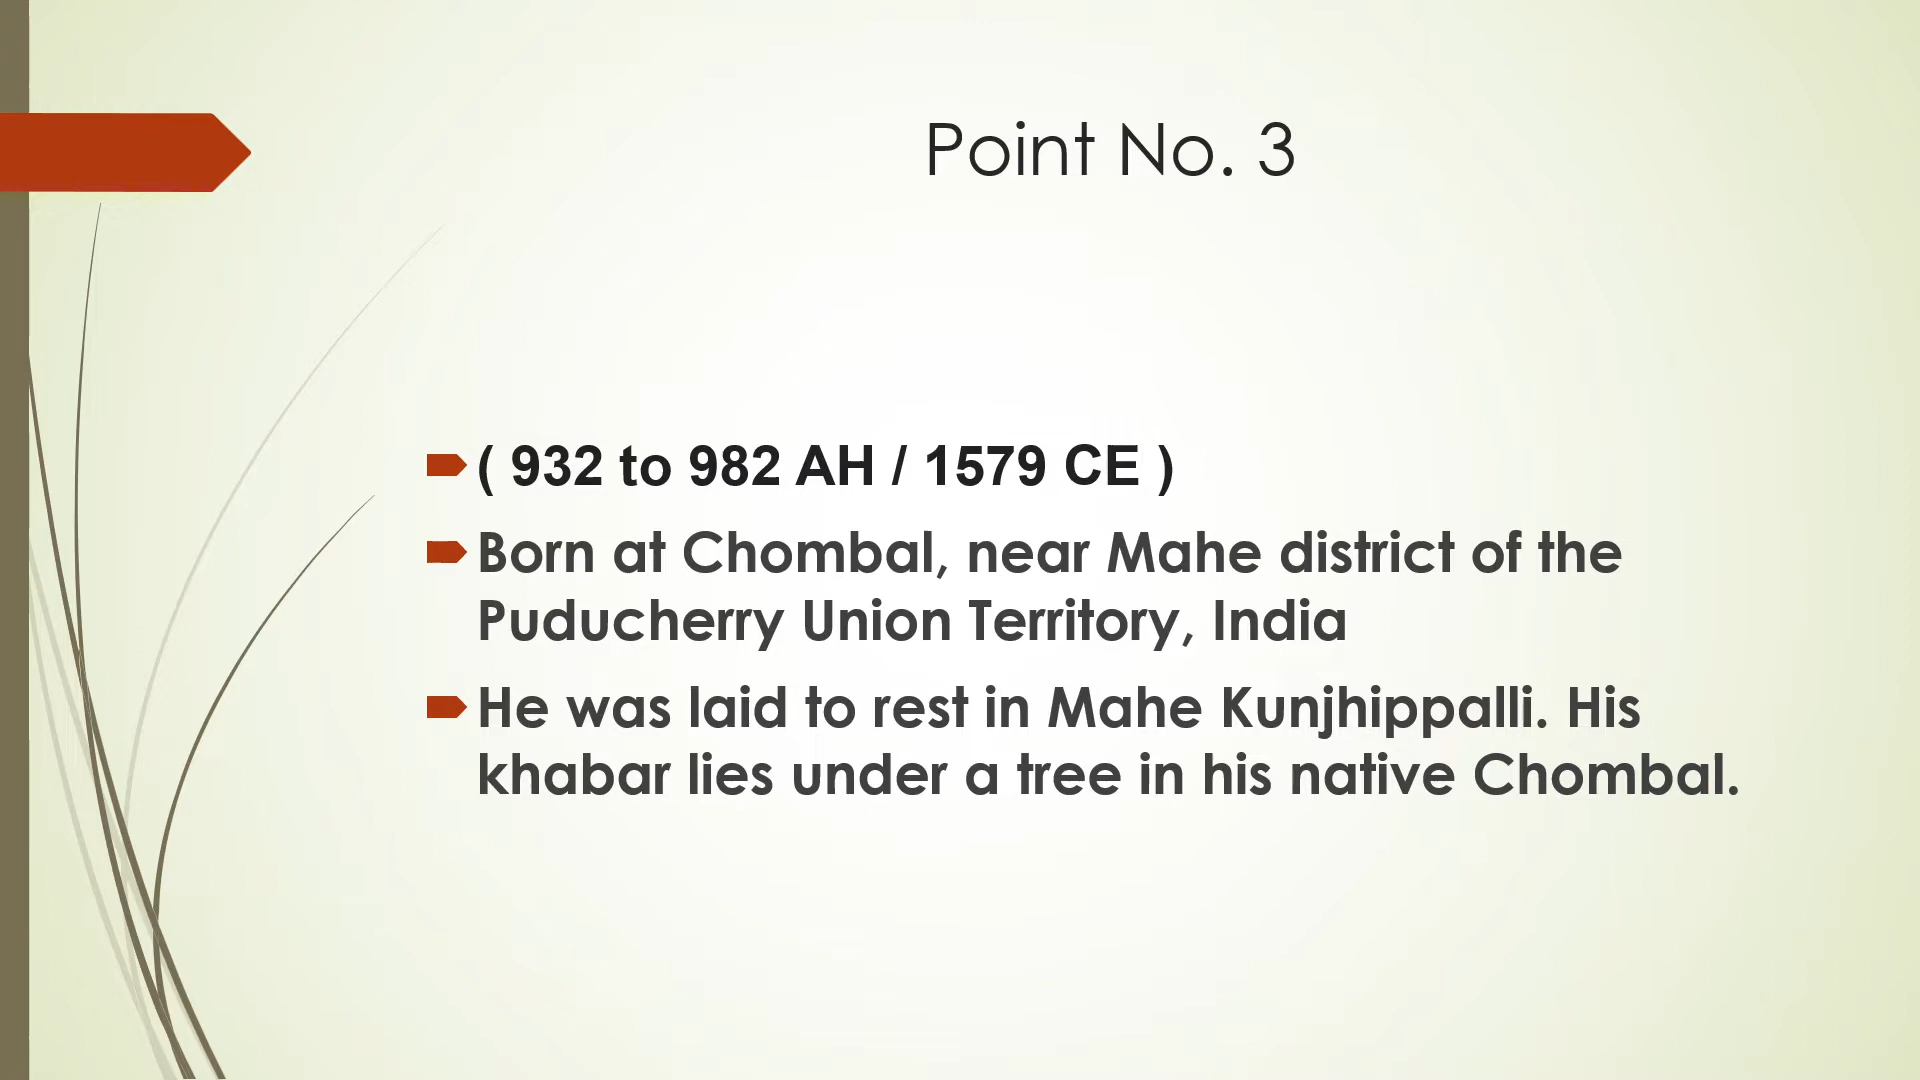 Point No. 3
( 932 to 982 AH / 1579 CE )
Born at Chombal, near Mahe district of the
Puducherry Union Territory, India
He was laid to rest in Mahe Kunjhippalli. His
khabar lies under a tree in his native Chombal.